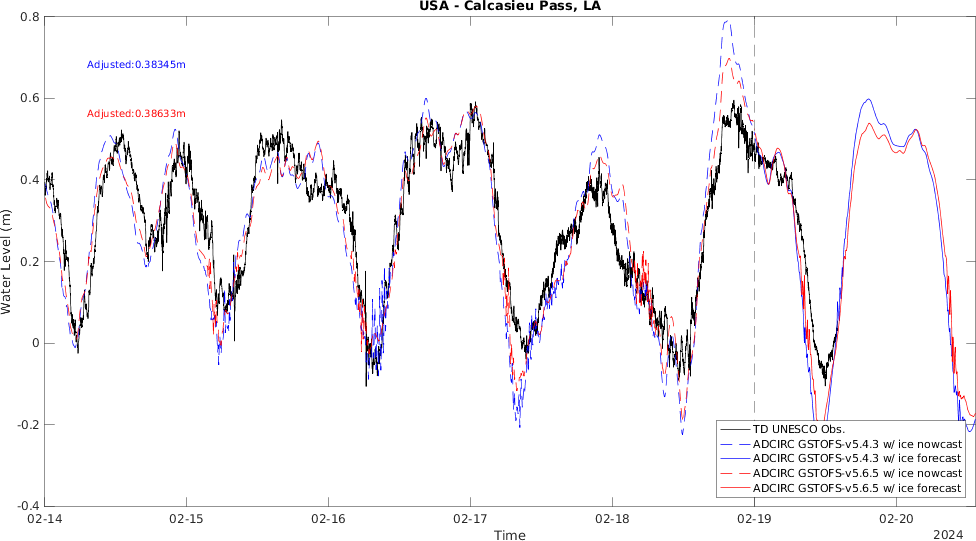 USA - Calcasieu Pass, LA
0.8
Adjusted:0.38345m
0.6
Adjusted:0.38633m
0.4
Water Level (m)
0.2
0
-0.2
TD UNESCO Obs.
ADCIRC GSTOFS-v5.4.3 w/ ice nowcast
ADCIRC GSTOFS-v5.4.3 w/ ice forecast
ADCIRC GSTOFS-v5.6.5 w/ ice nowcast
ADCIRC GSTOFS-v5.6.5 w/ ice forecast
-0.4
02-14 02-15 02-16 02-17 02-18 02-19 02-20
Time 2024